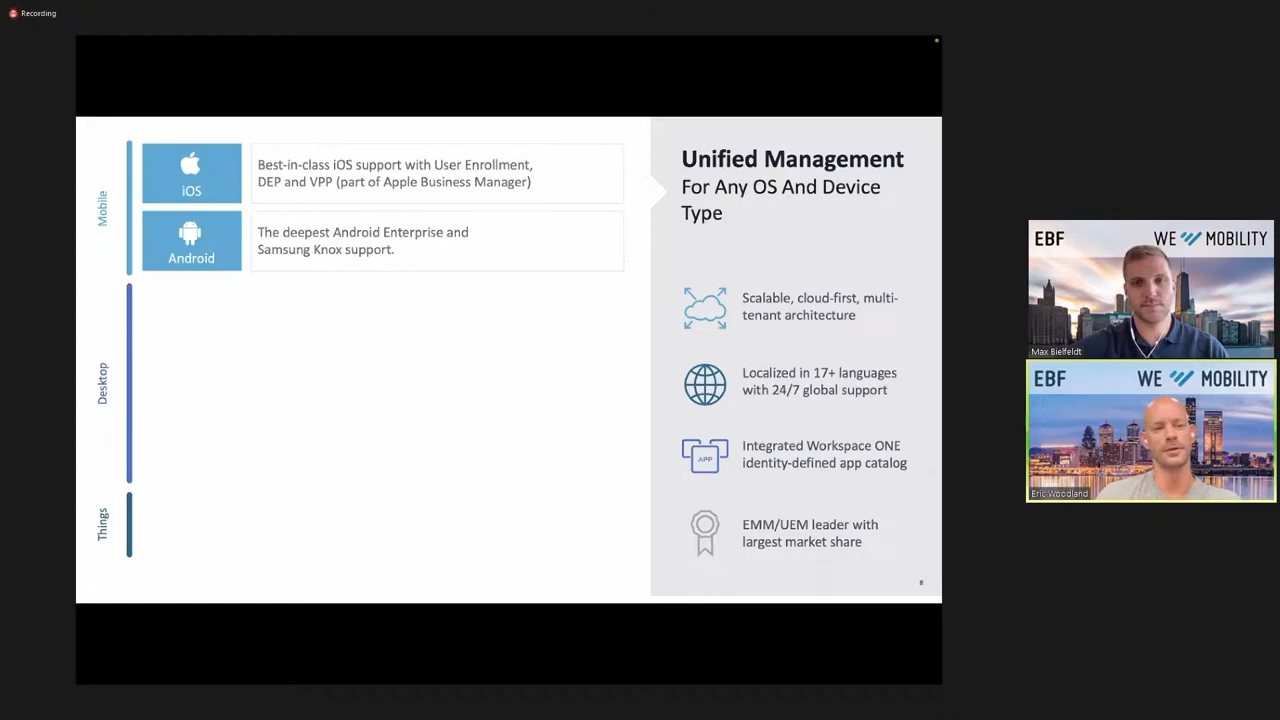 Recording
Mobile
iOS
Best-in-class iOS support with User Enrollment,
DEP and VPP (part of Apple Business Manager)
Android
The deepest Android Enterprise and
Samsung Knox support.
Desktop
Things
Unified Management
For Any OS And Device
Type
Scalable, cloud-first, multi-
tenant architecture
Localized in 17+ languages
with 24/7 global support
APP
Integrated Workspace ONE
identity-defined app catalog
EMM/UEM leader with
largest market share
8
EBF
WE MOBILITY
Max Bielfeldt
EBF
WE MOBILITY
Eric Woodland